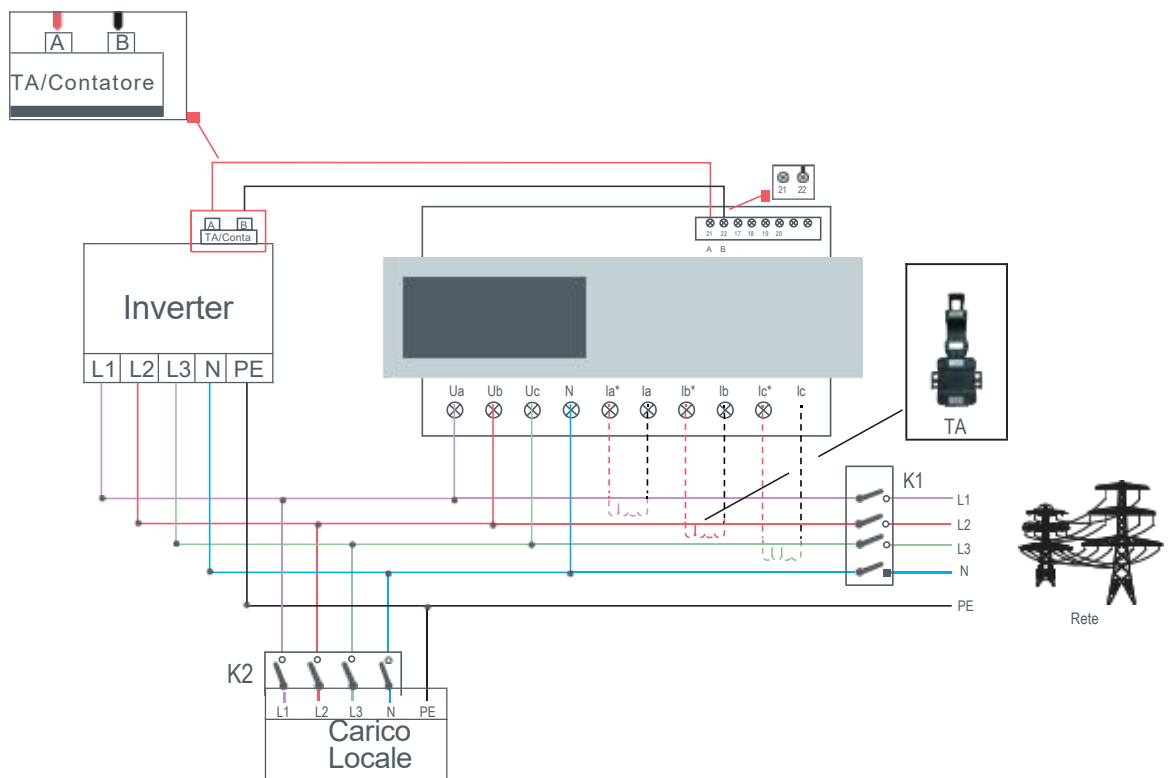 A B
TA/Contatore
21 22
A B
TA/Conta
21 22 17 18 19 20
A B
Inverter
L1 L2 L3 N PE
Ua Ub Uc N Ia* Ia Ib* Ib Ic* Ic
TA
K1
L1
L2
L3
N
PE
Rete
K2
L1 L2 L3 N PE
Carico
Locale